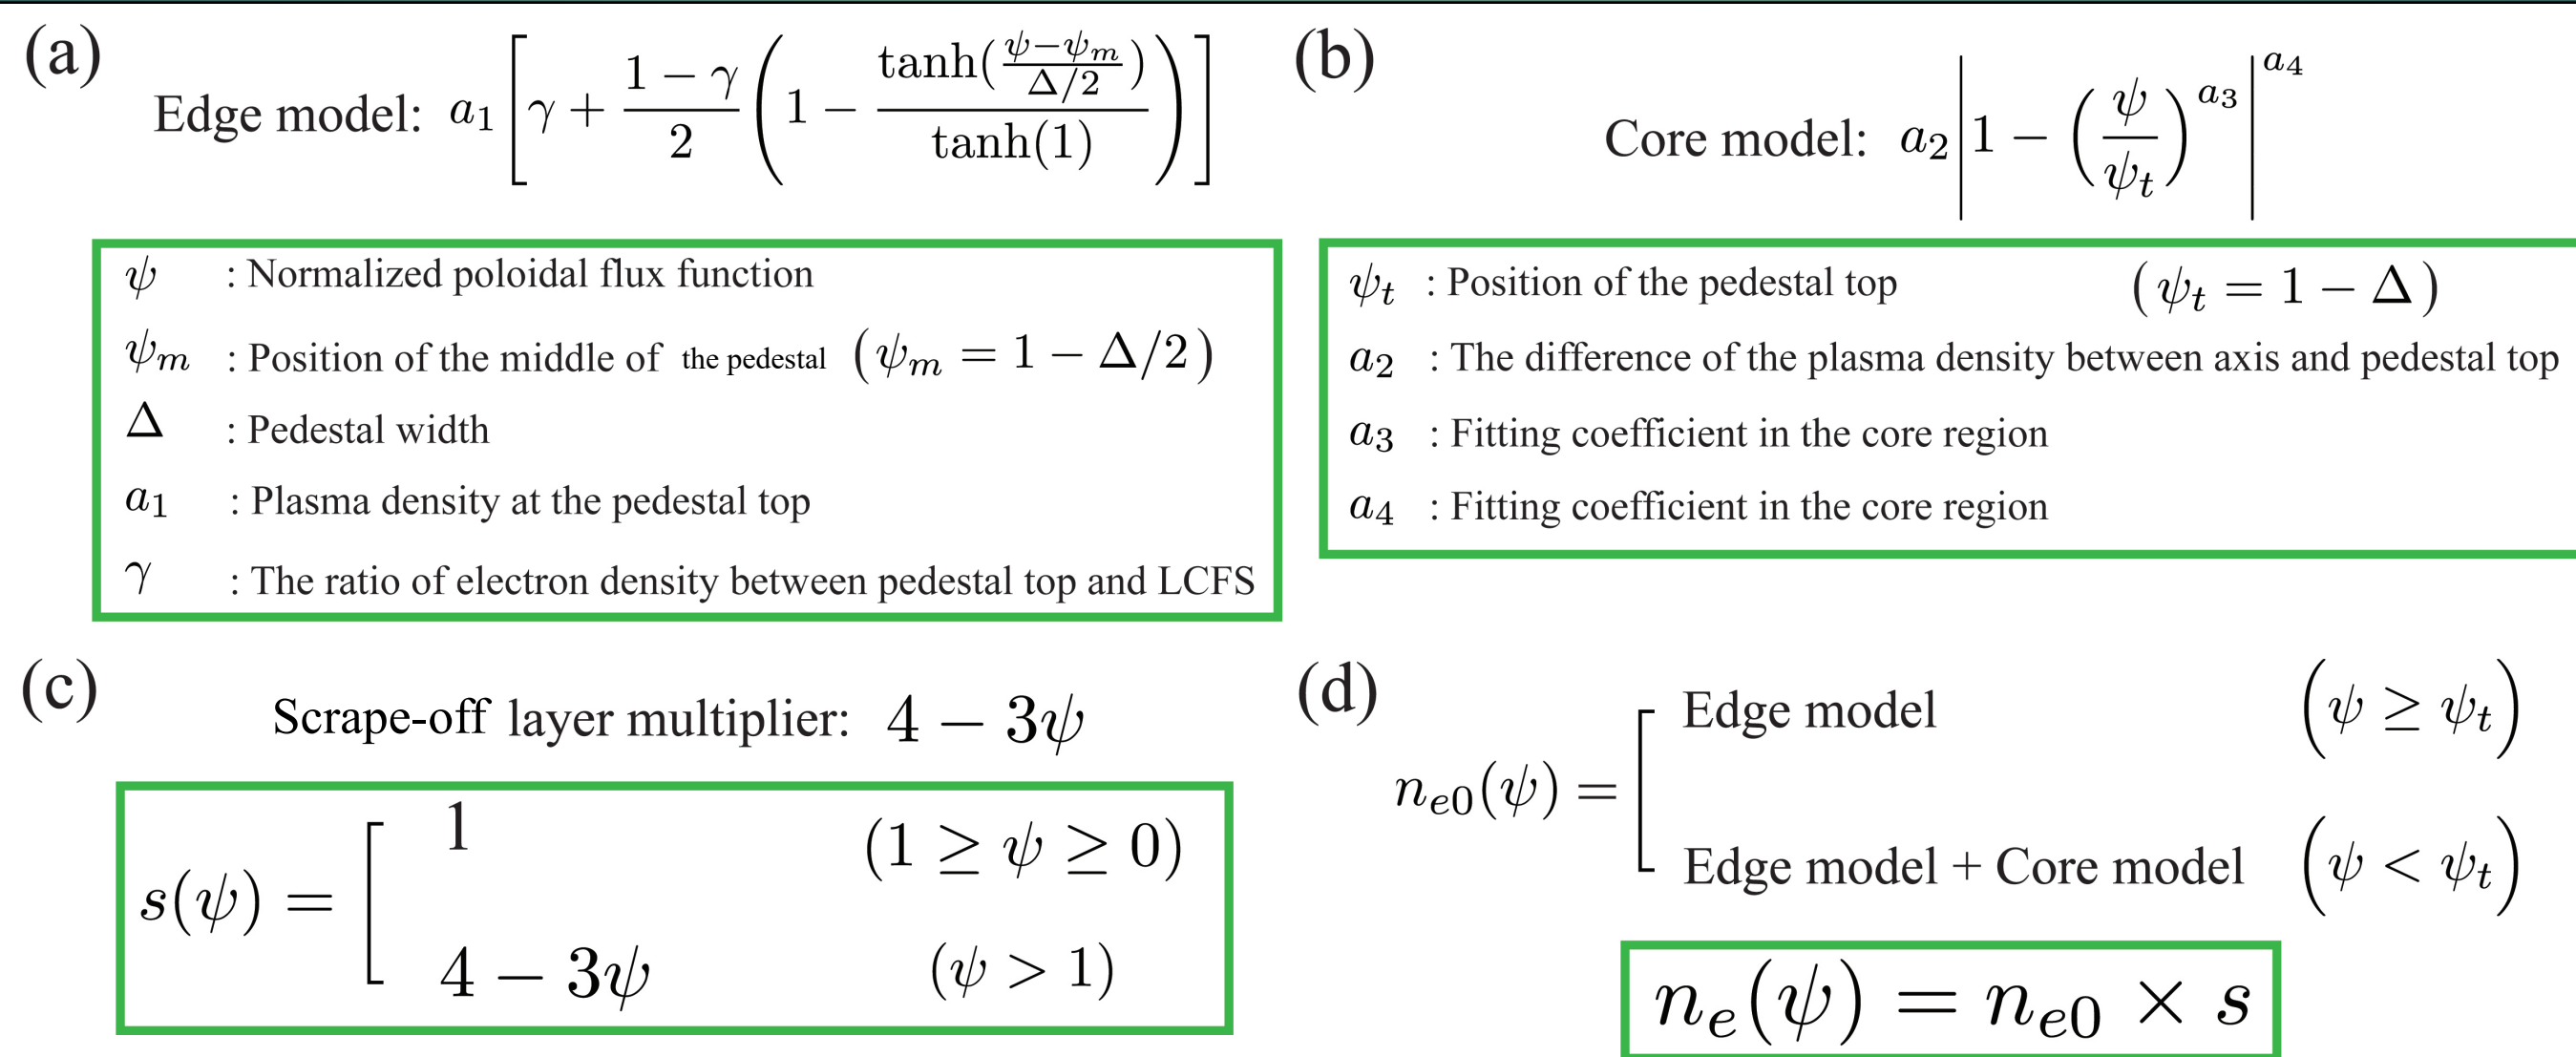 (a)
Edge model: a₁[γ + (1 − γ)/2 (1 − tanh((ψ−ψₘ)/(Δ/2))/tanh(1))]
ψ : Normalized poloidal flux function
ψₘ : Position of the middle of the pedestal (ψₘ = 1 − Δ/2)
Δ : Pedestal width
a₁ : Plasma density at the pedestal top
γ : The ratio of electron density between pedestal top and LCFS
(b)
Core model: a₂|1 − (ψ/ψₜ)^a₃|^a₄
ψₜ : Position of the pedestal top (ψₜ = 1 − Δ)
a₂ : The difference of the plasma density between axis and pedestal top
a₃ : Fitting coefficient in the core region
a₄ : Fitting coefficient in the core region
(c)
Scrape-off layer multiplier: 4 − 3ψ
s(ψ) = [
1 (1 ≥ ψ ≥ 0)
4 − 3ψ (ψ > 1)
(d)
nₑ₀(ψ) = [
Edge model (ψ ≥ ψₜ)
Edge model + Core model (ψ < ψₜ)
nₑ(ψ) = nₑ₀ × s